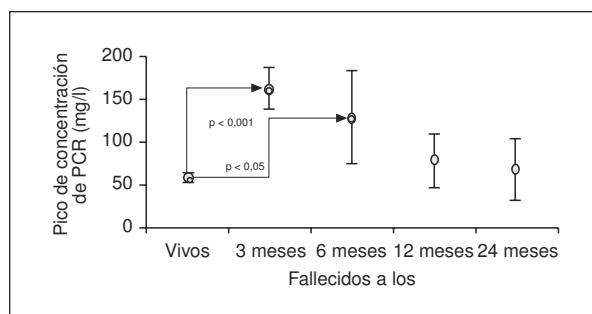 Pico de concentración
de PCR (mg/l)
200
150
100
50
0
p < 0,001
p < 0,05
Vivos 3 meses 6 meses 12 meses 24 meses
Fallecidos a los